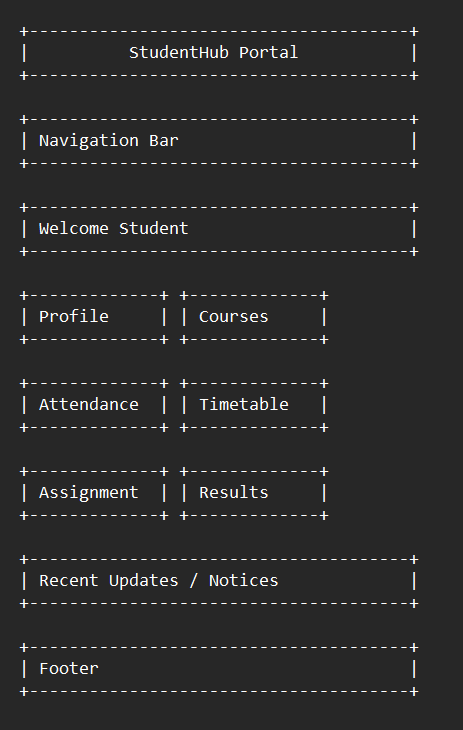 +--------------------------------------+
|          StudentHub Portal           |
+--------------------------------------+

+--------------------------------------+
| Navigation Bar                       |
+--------------------------------------+

+--------------------------------------+
| Welcome Student                      |
+--------------------------------------+

+-------------+ +-------------+
| Profile     | | Courses     |
+-------------+ +-------------+

+-------------+ +-------------+
| Attendance  | | Timetable   |
+-------------+ +-------------+

+-------------+ +-------------+
| Assignment  | | Results     |
+-------------+ +-------------+

+--------------------------------------+
| Recent Updates / Notices             |
+--------------------------------------+

+--------------------------------------+
| Footer                               |
+--------------------------------------+